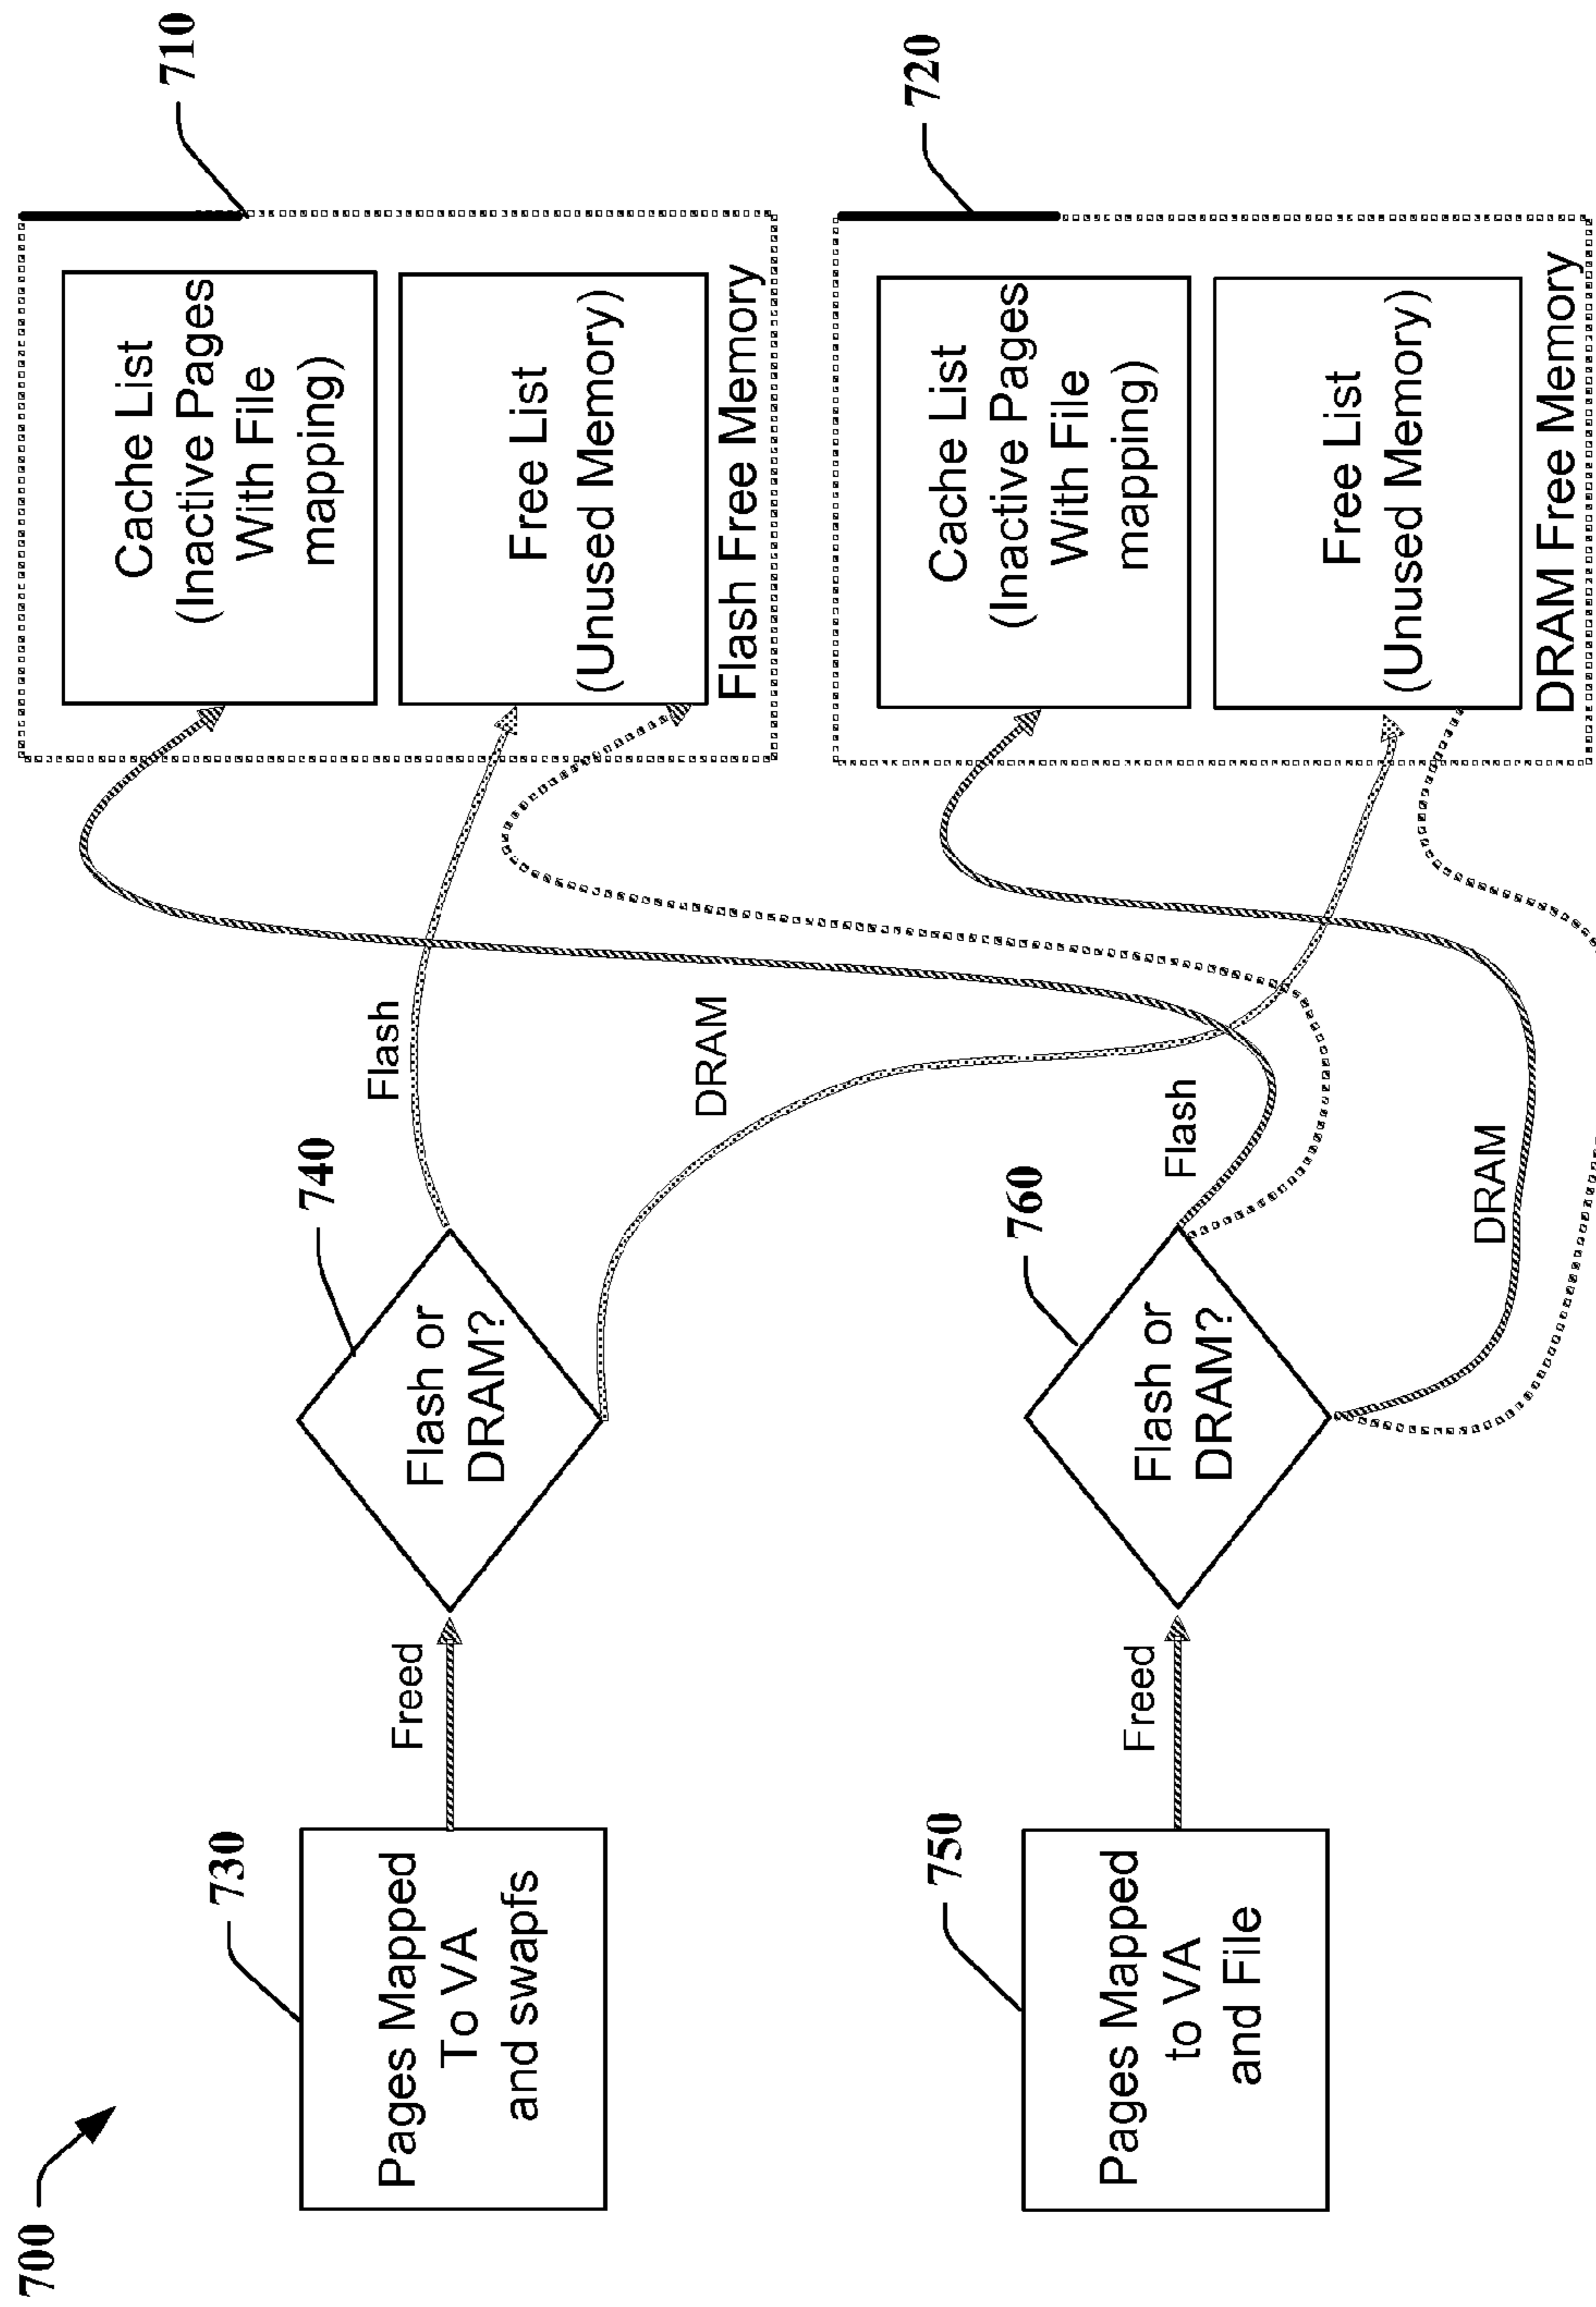 700
730
Pages Mapped
To VA
and swapfs
Freed
740
Flash or
DRAM?
Flash
DRAM
710
Cache List
(Inactive Pages
With File
mapping)
Free List
(Unused Memory)
Flash Free Memory
750
Pages Mapped
to VA
and File
Freed
760
Flash or
DRAM?
Flash
DRAM
720
Cache List
(Inactive Pages
With File
mapping)
Free List
(Unused Memory)
DRAM Free Memory